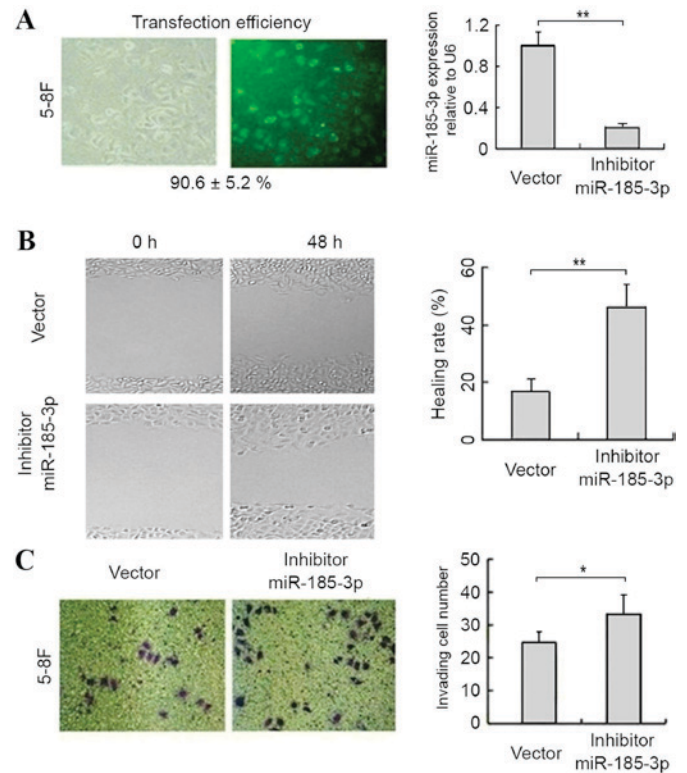 A
Transfection efficiency
5-8F
90.6 ± 5.2 %
miR-185-3p expression
relative to U6
1.2
0.8
0.4
0
**
Vector
Inhibitor
miR-185-3p
B
0 h
48 h
Vector
Inhibitor
miR-185-3p
Healing rate (%)
60
40
20
0
**
Vector
Inhibitor
miR-185-3p
C
Vector
Inhibitor
miR-185-3p
5-8F
Invading cell number
50
40
30
20
10
0
*
Vector
Inhibitor
miR-185-3p